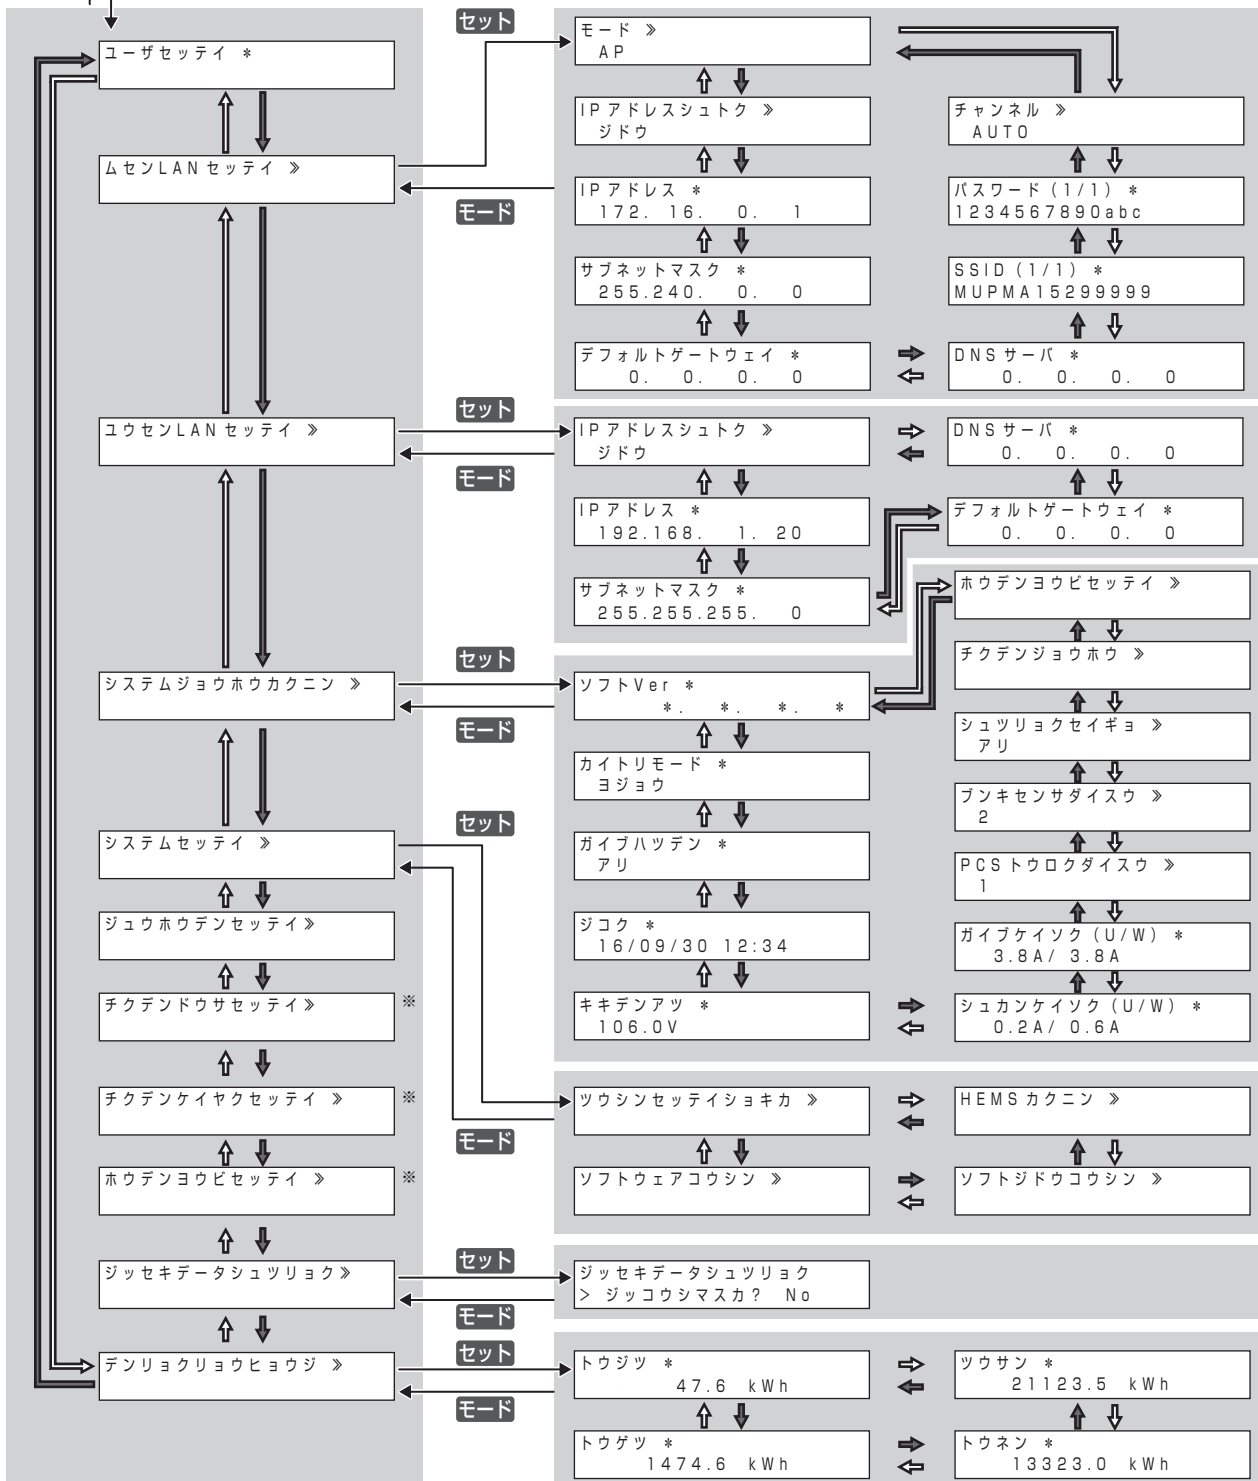 ユーザセッテイ *
ムセンLANセッテイ 》
ユウセンLANセッテイ 》
システムジョウホウカクニン 》
システムセッテイ 》
ジュウホウデンセッテイ》
チクデンドウサセッテイ》
※
チクデンケイヤクセッテイ 》
※
ホウデンヨウビセッテイ 》
※
ジッセキデータシュツリョク》
デンリョクリョウヒョウジ 》
セット
モード
モード 》
AP
IPアドレスシュトク 》
ジドウ
IPアドレス *
172. 16. 0. 1
サブネットマスク *
255.240. 0. 0
デフォルトゲートウェイ *
0. 0. 0. 0
チャンネル 》
AUTO
パスワード(1/1) *
1234567890abc
SSID(1/1) *
MUPMA15299999
DNSサーバ *
0. 0. 0. 0
セット
モード
IPアドレスシュトク 》
ジドウ
IPアドレス *
192.168. 1. 20
サブネットマスク *
255.255.255. 0
DNSサーバ *
0. 0. 0. 0
デフォルトゲートウェイ *
0. 0. 0. 0
セット
モード
ソフトVer *
*. *. *. *
カイトリモード *
ヨジョウ
ガイブハツデン *
アリ
ジコク *
16/09/30 12:34
キキデンアツ *
106.0V
ホウデンヨウビセッテイ 》
チクデンジョウホウ 》
シュツリョクセイギョ 》
アリ
ブンキセンサダイスウ 》
2
PCSトウロクダイスウ 》
1
ガイブケイソク(U/W) *
3.8A/ 3.8A
シュカンケイソク(U/W) *
0.2A/ 0.6A
セット
モード
ツウシンセッテイショキカ 》
ソフトウェアコウシン 》
HEMSカクニン 》
ソフトジドウコウシン 》
セット
モード
ジッセキデータシュツリョク
> ジッコウシマスカ? No
セット
モード
トウジツ *
47.6 kWh
トウゲツ *
1474.6 kWh
ツウサン *
21123.5 kWh
トウネン *
13323.0 kWh